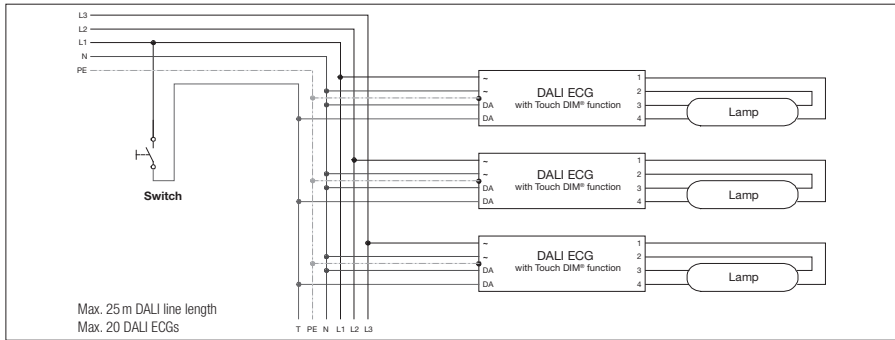 L3
L2
L1
N
PE
~
~
DA
DA
DALI ECG
with Touch DIM® function
1
2
3
4
Lamp
Switch
~
~
DA
DA
DALI ECG
with Touch DIM® function
1
2
3
4
Lamp
~
~
DA
DA
DALI ECG
with Touch DIM® function
1
2
3
4
Lamp
Max. 25 m DALI line length
Max. 20 DALI ECGs
T PE N L1 L2 L3